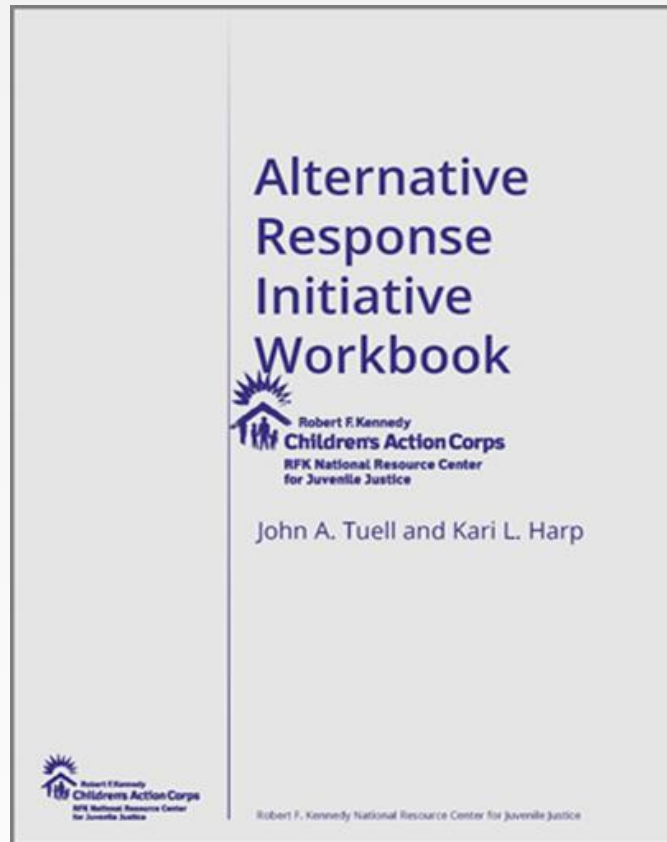 Alternative
Response
Initiative
Workbook
Robert F. Kennedy
Children's Action Corps
RFK National Resource Center
for Juvenile Justice
John A. Tuell and Kari L. Harp
Robert F. Kennedy
Children's Action Corps
RFK National Resource Center
for Juvenile Justice
Robert F. Kennedy National Resource Center for Juvenile Justice